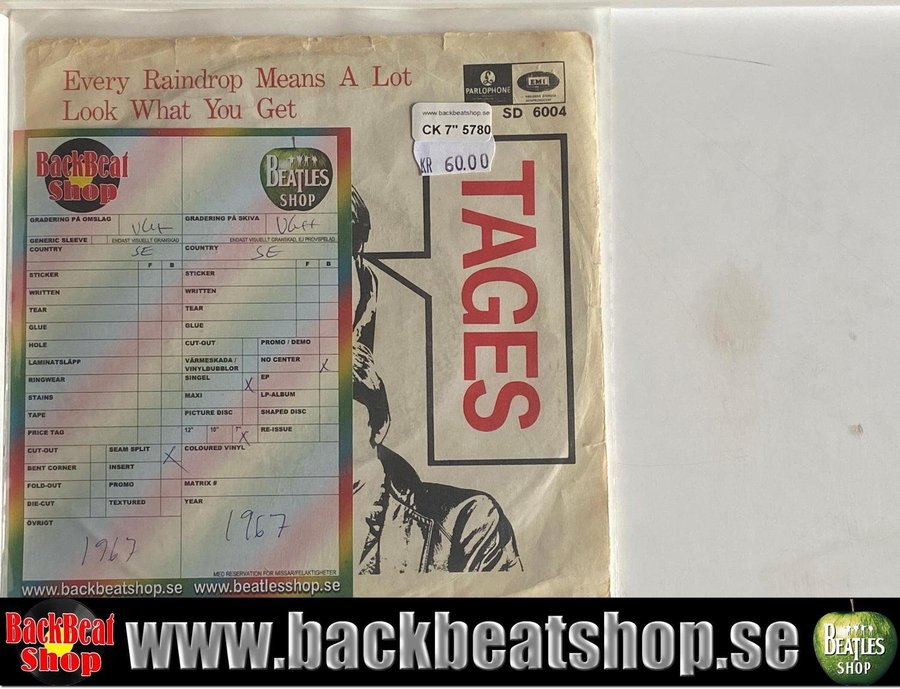 Every Raindrop Means A Lot
Look What You Get
PARLOPHONE
EMI
SD 6004
www.backbeatshop.se
CK 7" 5780
KR 60.00
TAGES
BackBeat
Shop
BEATLES
SHOP
GRADERING PÅ OMSLAG
GRADERING PÅ SKIVA
VG++
GENERIC SLEEVE
ENDAST VISUELLT GRANSKAD
ENDAST VISUELLT GRANSKAD, EJ PROVSPELAD
COUNTRY SE
COUNTRY SE
F B
F B
STICKER
STICKER
WRITTEN
WRITTEN
TEAR
TEAR
GLUE
GLUE
HOLE
CUT-OUT
PROMO / DEMO
LAMINATSLÄPP
VÄRMESKADA /
VINYLBUBBLOR
NO CENTER X
RINGWEAR
SINGEL X
EP
STAINS
MAXI
LP-ALBUM
TAPE
PICTURE DISC
SHAPED DISC
PRICE TAG
12" 10" 7" X
RE-ISSUE
CUT-OUT
SEAM SPLIT X
COLOURED VINYL
BENT CORNER
INSERT
FOLD-OUT
PROMO
MATRIX #
DIE-CUT
TEXTURED
YEAR
ÖVRIGT
1967
1967
MED RESERVATION FÖR MISSAR/FELAKTIGHETER
www.backbeatshop.se www.beatlesshop.se
BackBeat
Shop
www.backbeatshop.se
BEATLES
SHOP